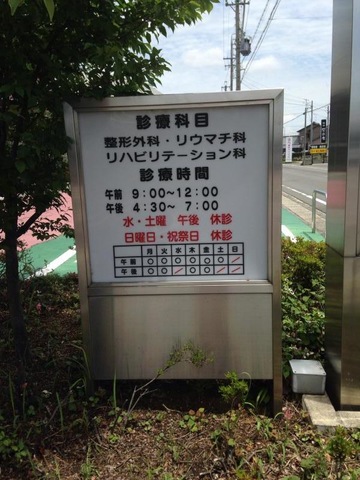 診療科目
整形外科・リウマチ科
リハビリテーション科
診療時間
午前 9:00~12:00
午後 4:30~7:00
水・土曜 午後 休診
日曜日・祝祭日 休診
月火水木金土日
午前 ○○○○○○/
午後 ○○/○○//